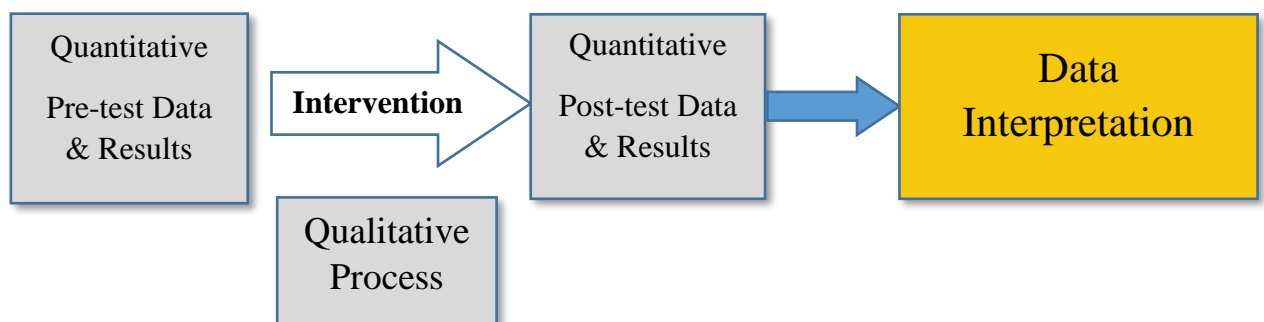 Quantitative
Pre-test Data
& Results
Intervention
Quantitative
Post-test Data
& Results
Data
Interpretation
Qualitative
Process